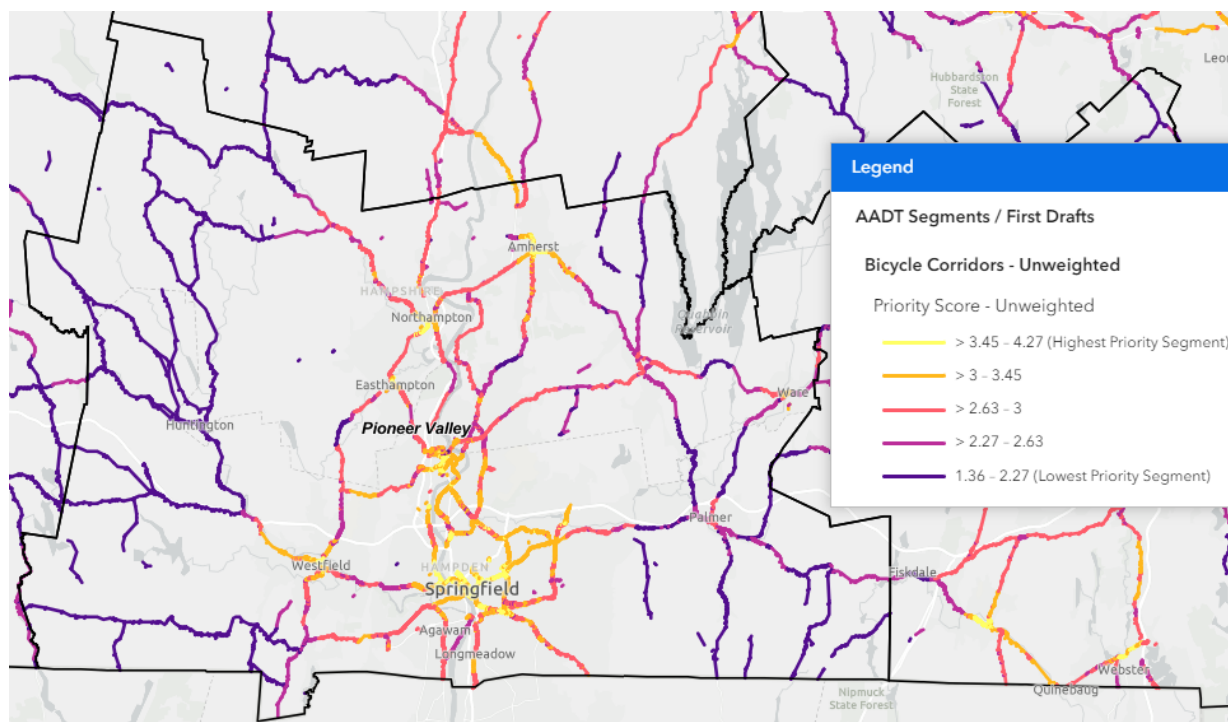 Hubbardston
State
Forest
Leon
Legend
AADT Segments / First Drafts
Bicycle Corridors - Unweighted
Priority Score - Unweighted
> 3.45 – 4.27 (Highest Priority Segment)
> 3 – 3.45
> 2.63 – 3
> 2.27 – 2.63
1.36 – 2.27 (Lowest Priority Segment)
Amherst
HAMPSHIRE
Northampton
Quabbin
Reservoir
Easthampton
Ware
Huntington
Pioneer Valley
Palmer
Westfield
HAMPDEN
Springfield
Fiskdale
Agawam
Longmeadow
Webster
Quinebaug
Nipmuck
State Forest